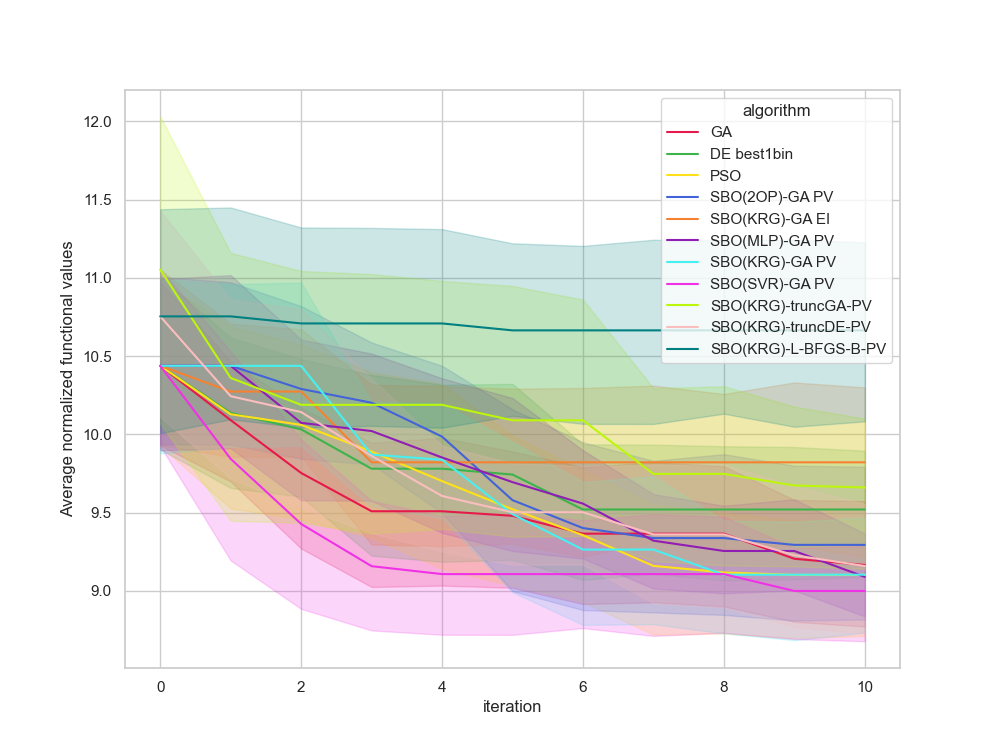 Average normalized functional values
12.0
11.5
11.0
10.5
10.0
9.5
9.0
algorithm
GA
DE best1bin
PSO
SBO(2OP)-GA PV
SBO(KRG)-GA EI
SBO(MLP)-GA PV
SBO(KRG)-GA PV
SBO(SVR)-GA PV
SBO(KRG)-truncGA-PV
SBO(KRG)-truncDE-PV
SBO(KRG)-L-BFGS-B-PV
0 2 4 6 8 10
iteration